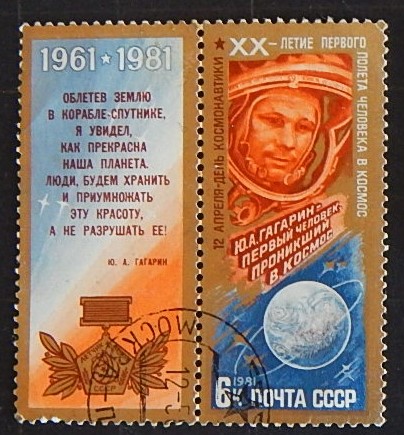 1961★1981
ОБЛЕТЕВ ЗЕМЛЮ
В КОРАБЛЕ-СПУТНИКЕ,
Я УВИДЕЛ,
КАК ПРЕКРАСНА
НАША ПЛАНЕТА.
ЛЮДИ, БУДЕМ ХРАНИТЬ
И ПРИУМНОЖАТЬ
ЭТУ КРАСОТУ,
А НЕ РАЗРУШАТЬ ЕЕ!
Ю. А. ГАГАРИН
СССР
12 АПРЕЛЯ-ДЕНЬ КОСМОНАВТИКИ ★
XX-ЛЕТИЕ ПЕРВОГО
ПОЛЕТА ЧЕЛОВЕКА В КОСМОС
Ю.А.ГАГАРИН-
ПЕРВЫЙ ЧЕЛОВЕК,
ПРОНИКШИЙ
В КОСМОС
1981
6К ПОЧТА СССР
МОСК